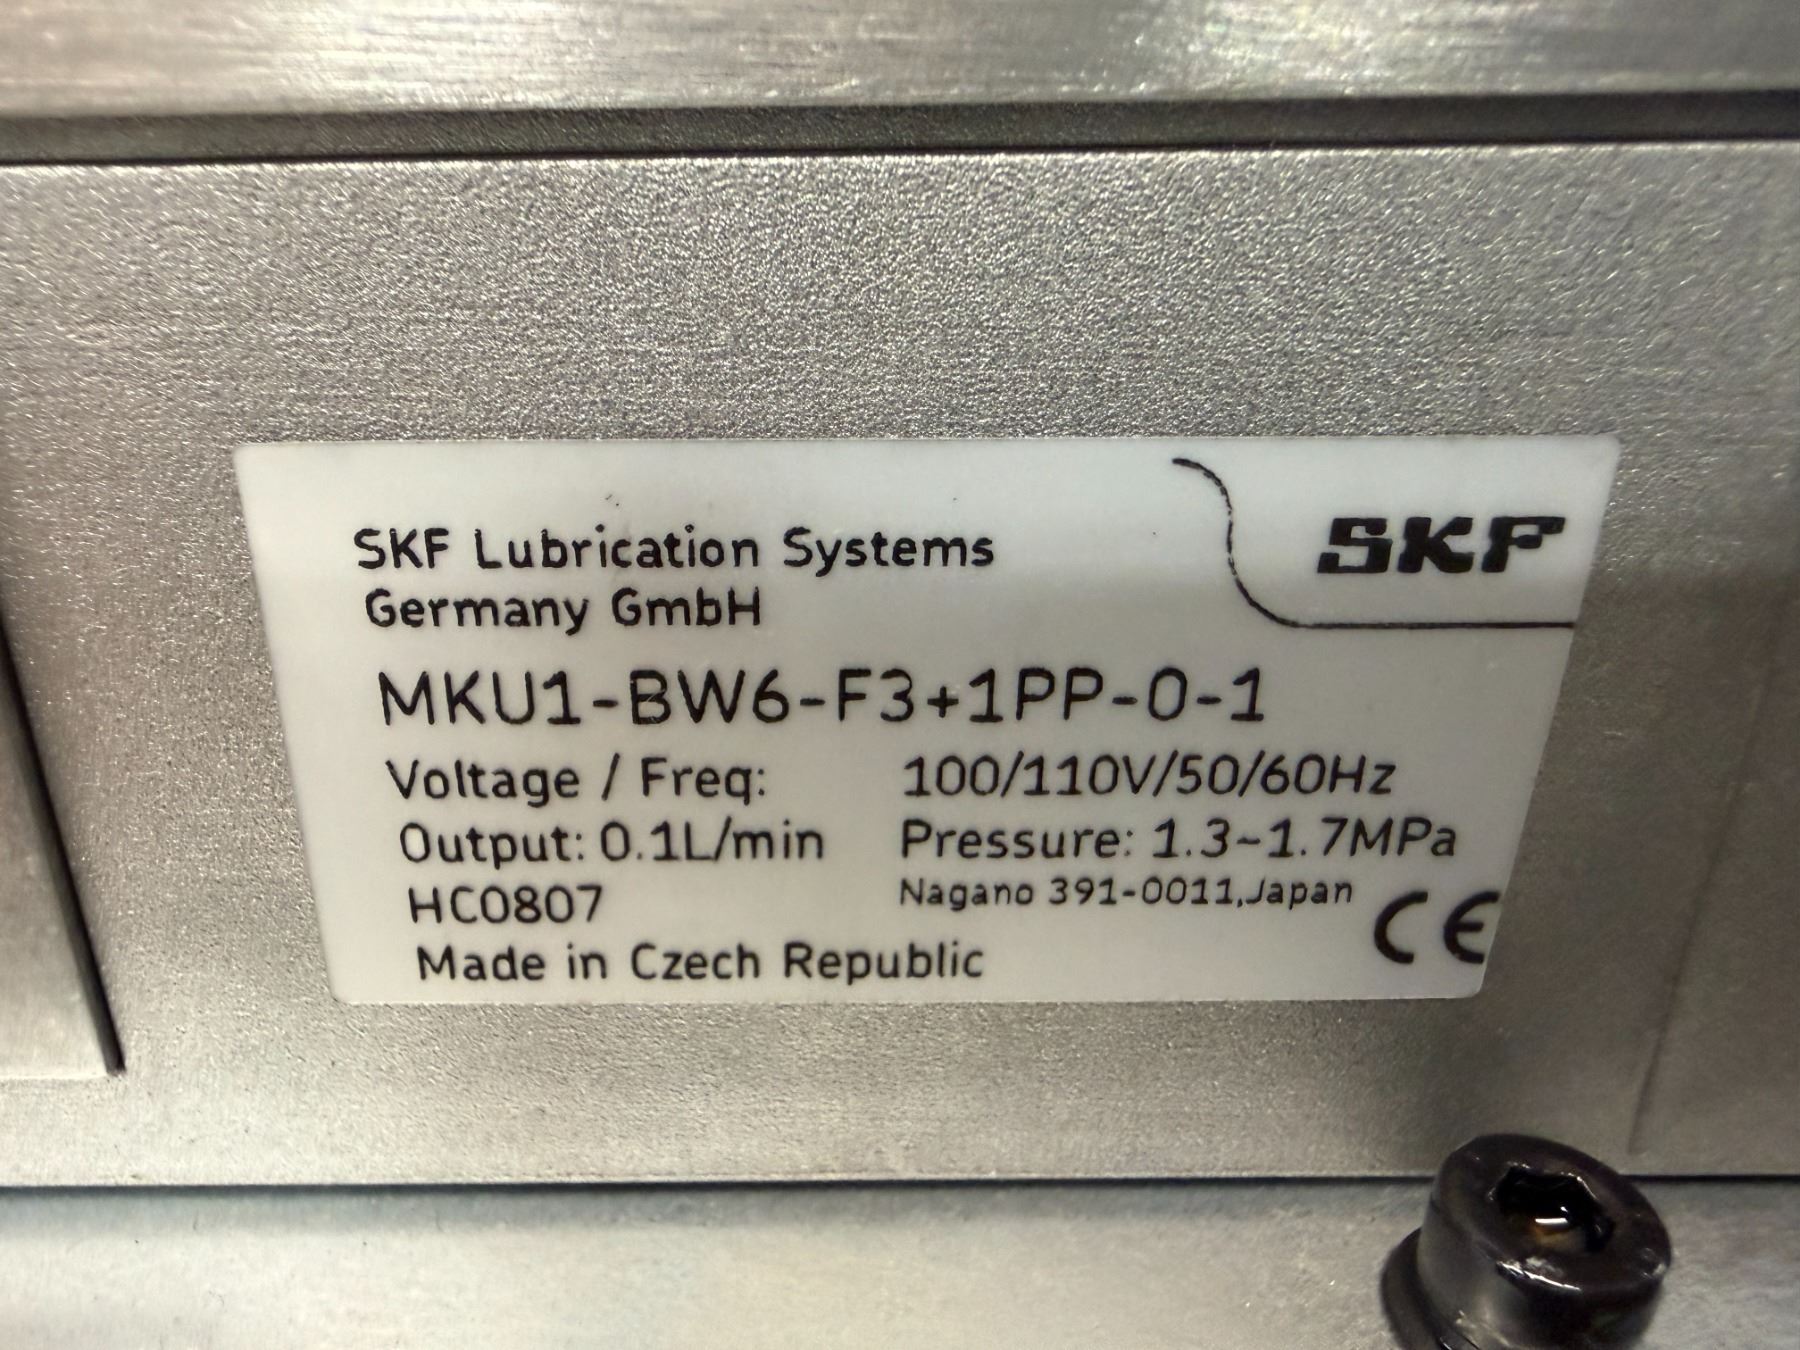 SKF
SKF Lubrication Systems
Germany GmbH
MKU1-BW6-F3+1PP-0-1
Voltage / Freq: 100/110V/50/60Hz
Output: 0.1L/min Pressure: 1.3~1.7MPa
HC0807 Nagano 391-0011,Japan
CE
Made in Czech Republic